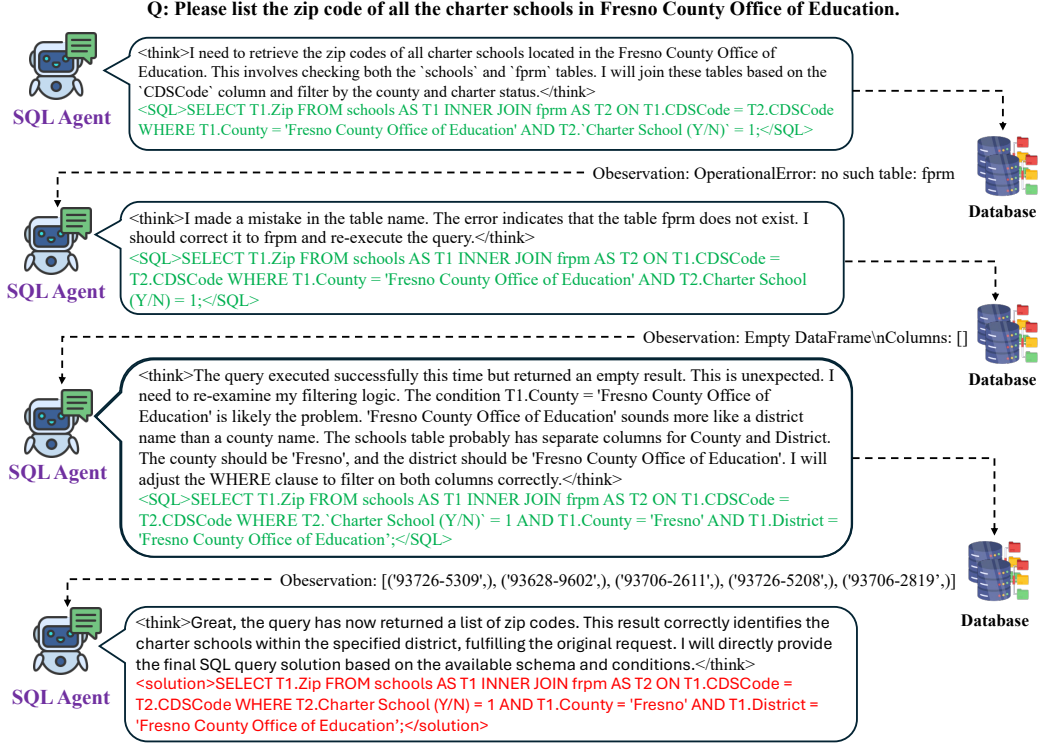 Q: Please list the zip code of all the charter schools in Fresno County Office of Education.
<think>I need to retrieve the zip codes of all charter schools located in the Fresno County Office of
Education. This involves checking both the `schools` and `fprm` tables. I will join these tables based on the
`CDSCode` column and filter by the county and charter status.</think>
<SQL>SELECT T1.Zip FROM schools AS T1 INNER JOIN fprm AS T2 ON T1.CDSCode = T2.CDSCode
WHERE T1.County = 'Fresno County Office of Education' AND T2.`Charter School (Y/N)` = 1;</SQL>
SQL Agent
Obeservation: OperationalError: no such table: fprm
Database
<think>I made a mistake in the table name. The error indicates that the table fprm does not exist. I
should correct it to frpm and re-execute the query.</think>
<SQL>SELECT T1.Zip FROM schools AS T1 INNER JOIN frpm AS T2 ON T1.CDSCode =
T2.CDSCode WHERE T1.County = 'Fresno County Office of Education' AND T2.Charter School
(Y/N) = 1;</SQL>
SQL Agent
Obeservation: Empty DataFrame\nColumns: []
Database
<think>The query executed successfully this time but returned an empty result. This is unexpected. I
need to re-examine my filtering logic. The condition T1.County = 'Fresno County Office of
Education' is likely the problem. 'Fresno County Office of Education' sounds more like a district
name than a county name. The schools table probably has separate columns for County and District.
The county should be 'Fresno', and the district should be 'Fresno County Office of Education'. I will
adjust the WHERE clause to filter on both columns correctly.</think>
<SQL>SELECT T1.Zip FROM schools AS T1 INNER JOIN frpm AS T2 ON T1.CDSCode =
T2.CDSCode WHERE T2.`Charter School (Y/N)` = 1 AND T1.County = 'Fresno' AND T1.District =
'Fresno County Office of Education’;</SQL>
SQL Agent
Obeservation: [('93726-5309',), ('93628-9602',), ('93706-2611',), ('93726-5208',), ('93706-2819’,)]
Database
<think>Great, the query has now returned a list of zip codes. This result correctly identifies the
charter schools within the specified district, fulfilling the original request. I will directly provide
the final SQL query solution based on the available schema and conditions.</think>
<solution>SELECT T1.Zip FROM schools AS T1 INNER JOIN frpm AS T2 ON T1.CDSCode =
T2.CDSCode WHERE T2.Charter School (Y/N) = 1 AND T1.County = 'Fresno' AND T1.District =
'Fresno County Office of Education’;</solution>
SQL Agent